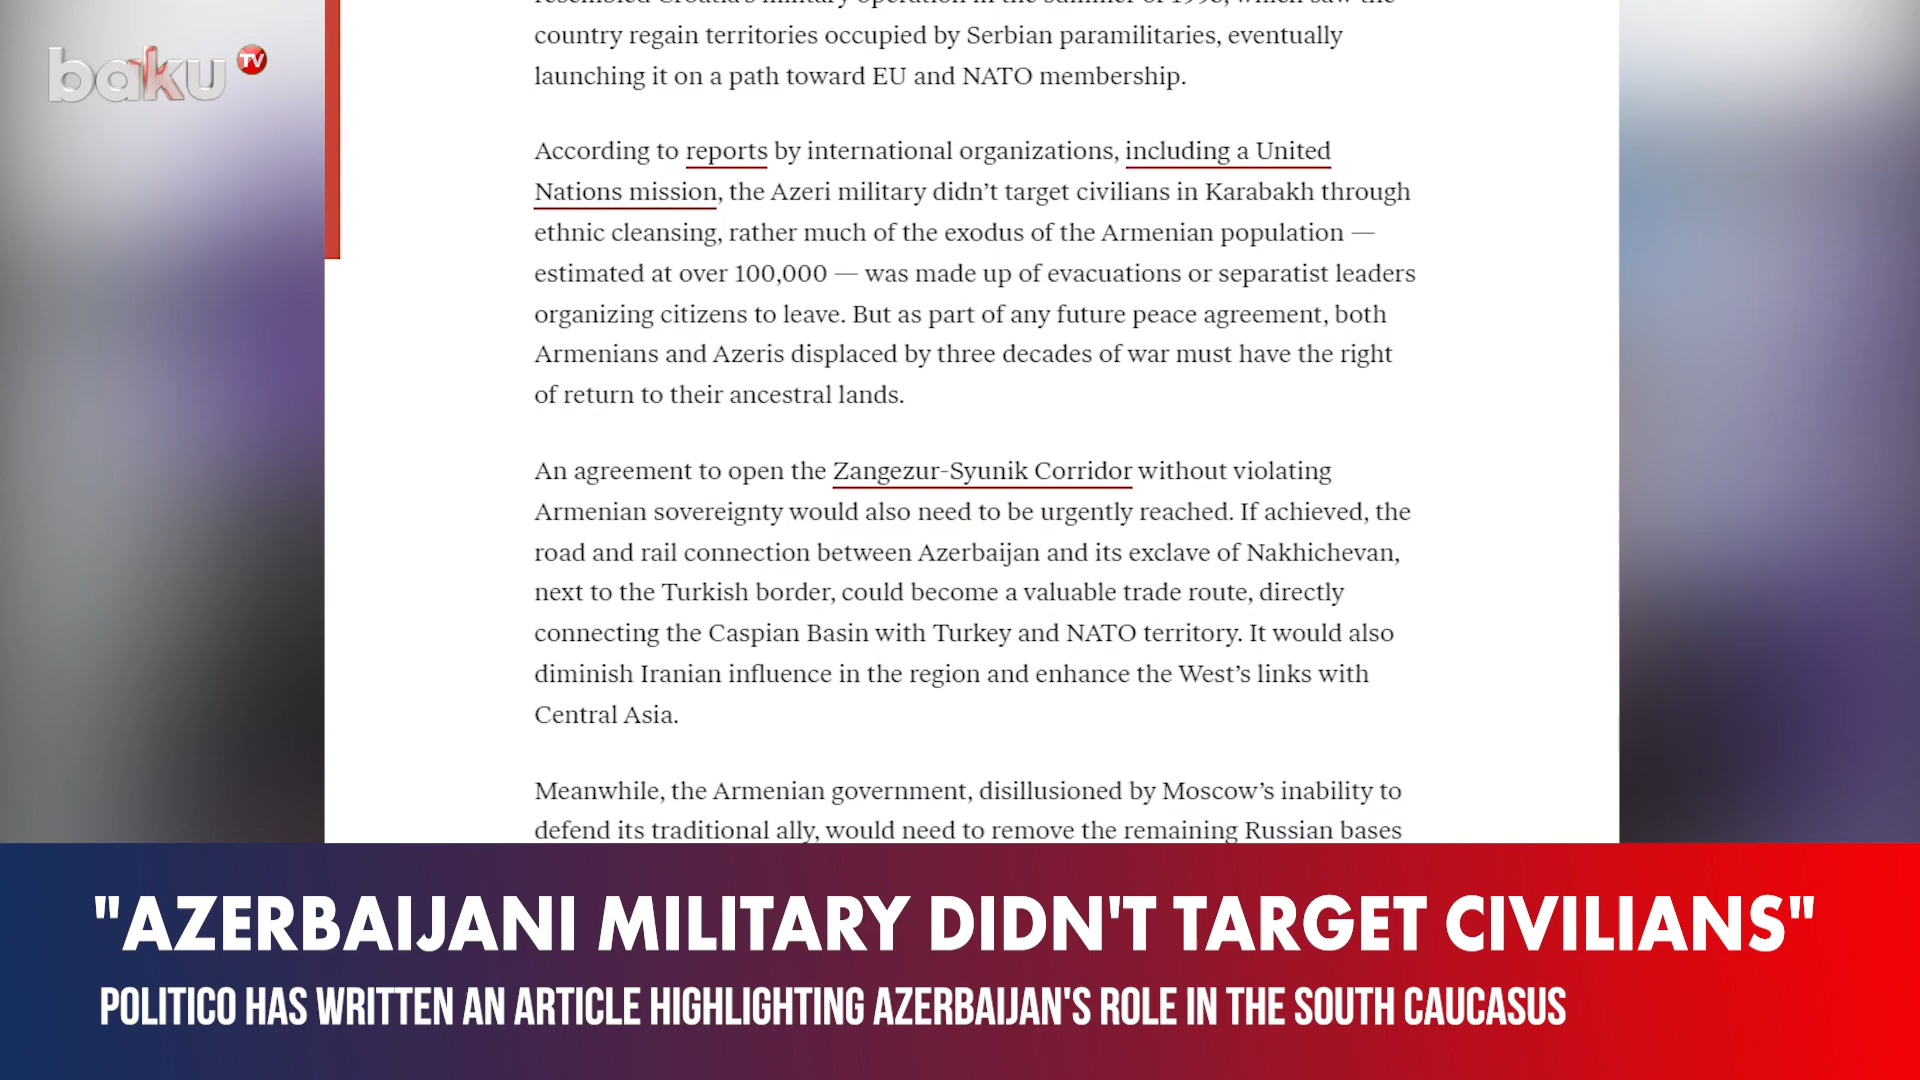 baku TV
country regain territories occupied by Serbian paramilitaries, eventually
launching it on a path toward EU and NATO membership.
According to reports by international organizations, including a United
Nations mission, the Azeri military didn’t target civilians in Karabakh through
ethnic cleansing, rather much of the exodus of the Armenian population —
estimated at over 100,000 — was made up of evacuations or separatist leaders
organizing citizens to leave. But as part of any future peace agreement, both
Armenians and Azeris displaced by three decades of war must have the right
of return to their ancestral lands.
An agreement to open the Zangezur-Syunik Corridor without violating
Armenian sovereignty would also need to be urgently reached. If achieved, the
road and rail connection between Azerbaijan and its exclave of Nakhichevan,
next to the Turkish border, could become a valuable trade route, directly
connecting the Caspian Basin with Turkey and NATO territory. It would also
diminish Iranian influence in the region and enhance the West’s links with
Central Asia.
Meanwhile, the Armenian government, disillusioned by Moscow’s inability to
defend its traditional ally, would need to remove the remaining Russian bases
"AZERBAIJANI MILITARY DIDN'T TARGET CIVILIANS"
POLITICO HAS WRITTEN AN ARTICLE HIGHLIGHTING AZERBAIJAN'S ROLE IN THE SOUTH CAUCASUS